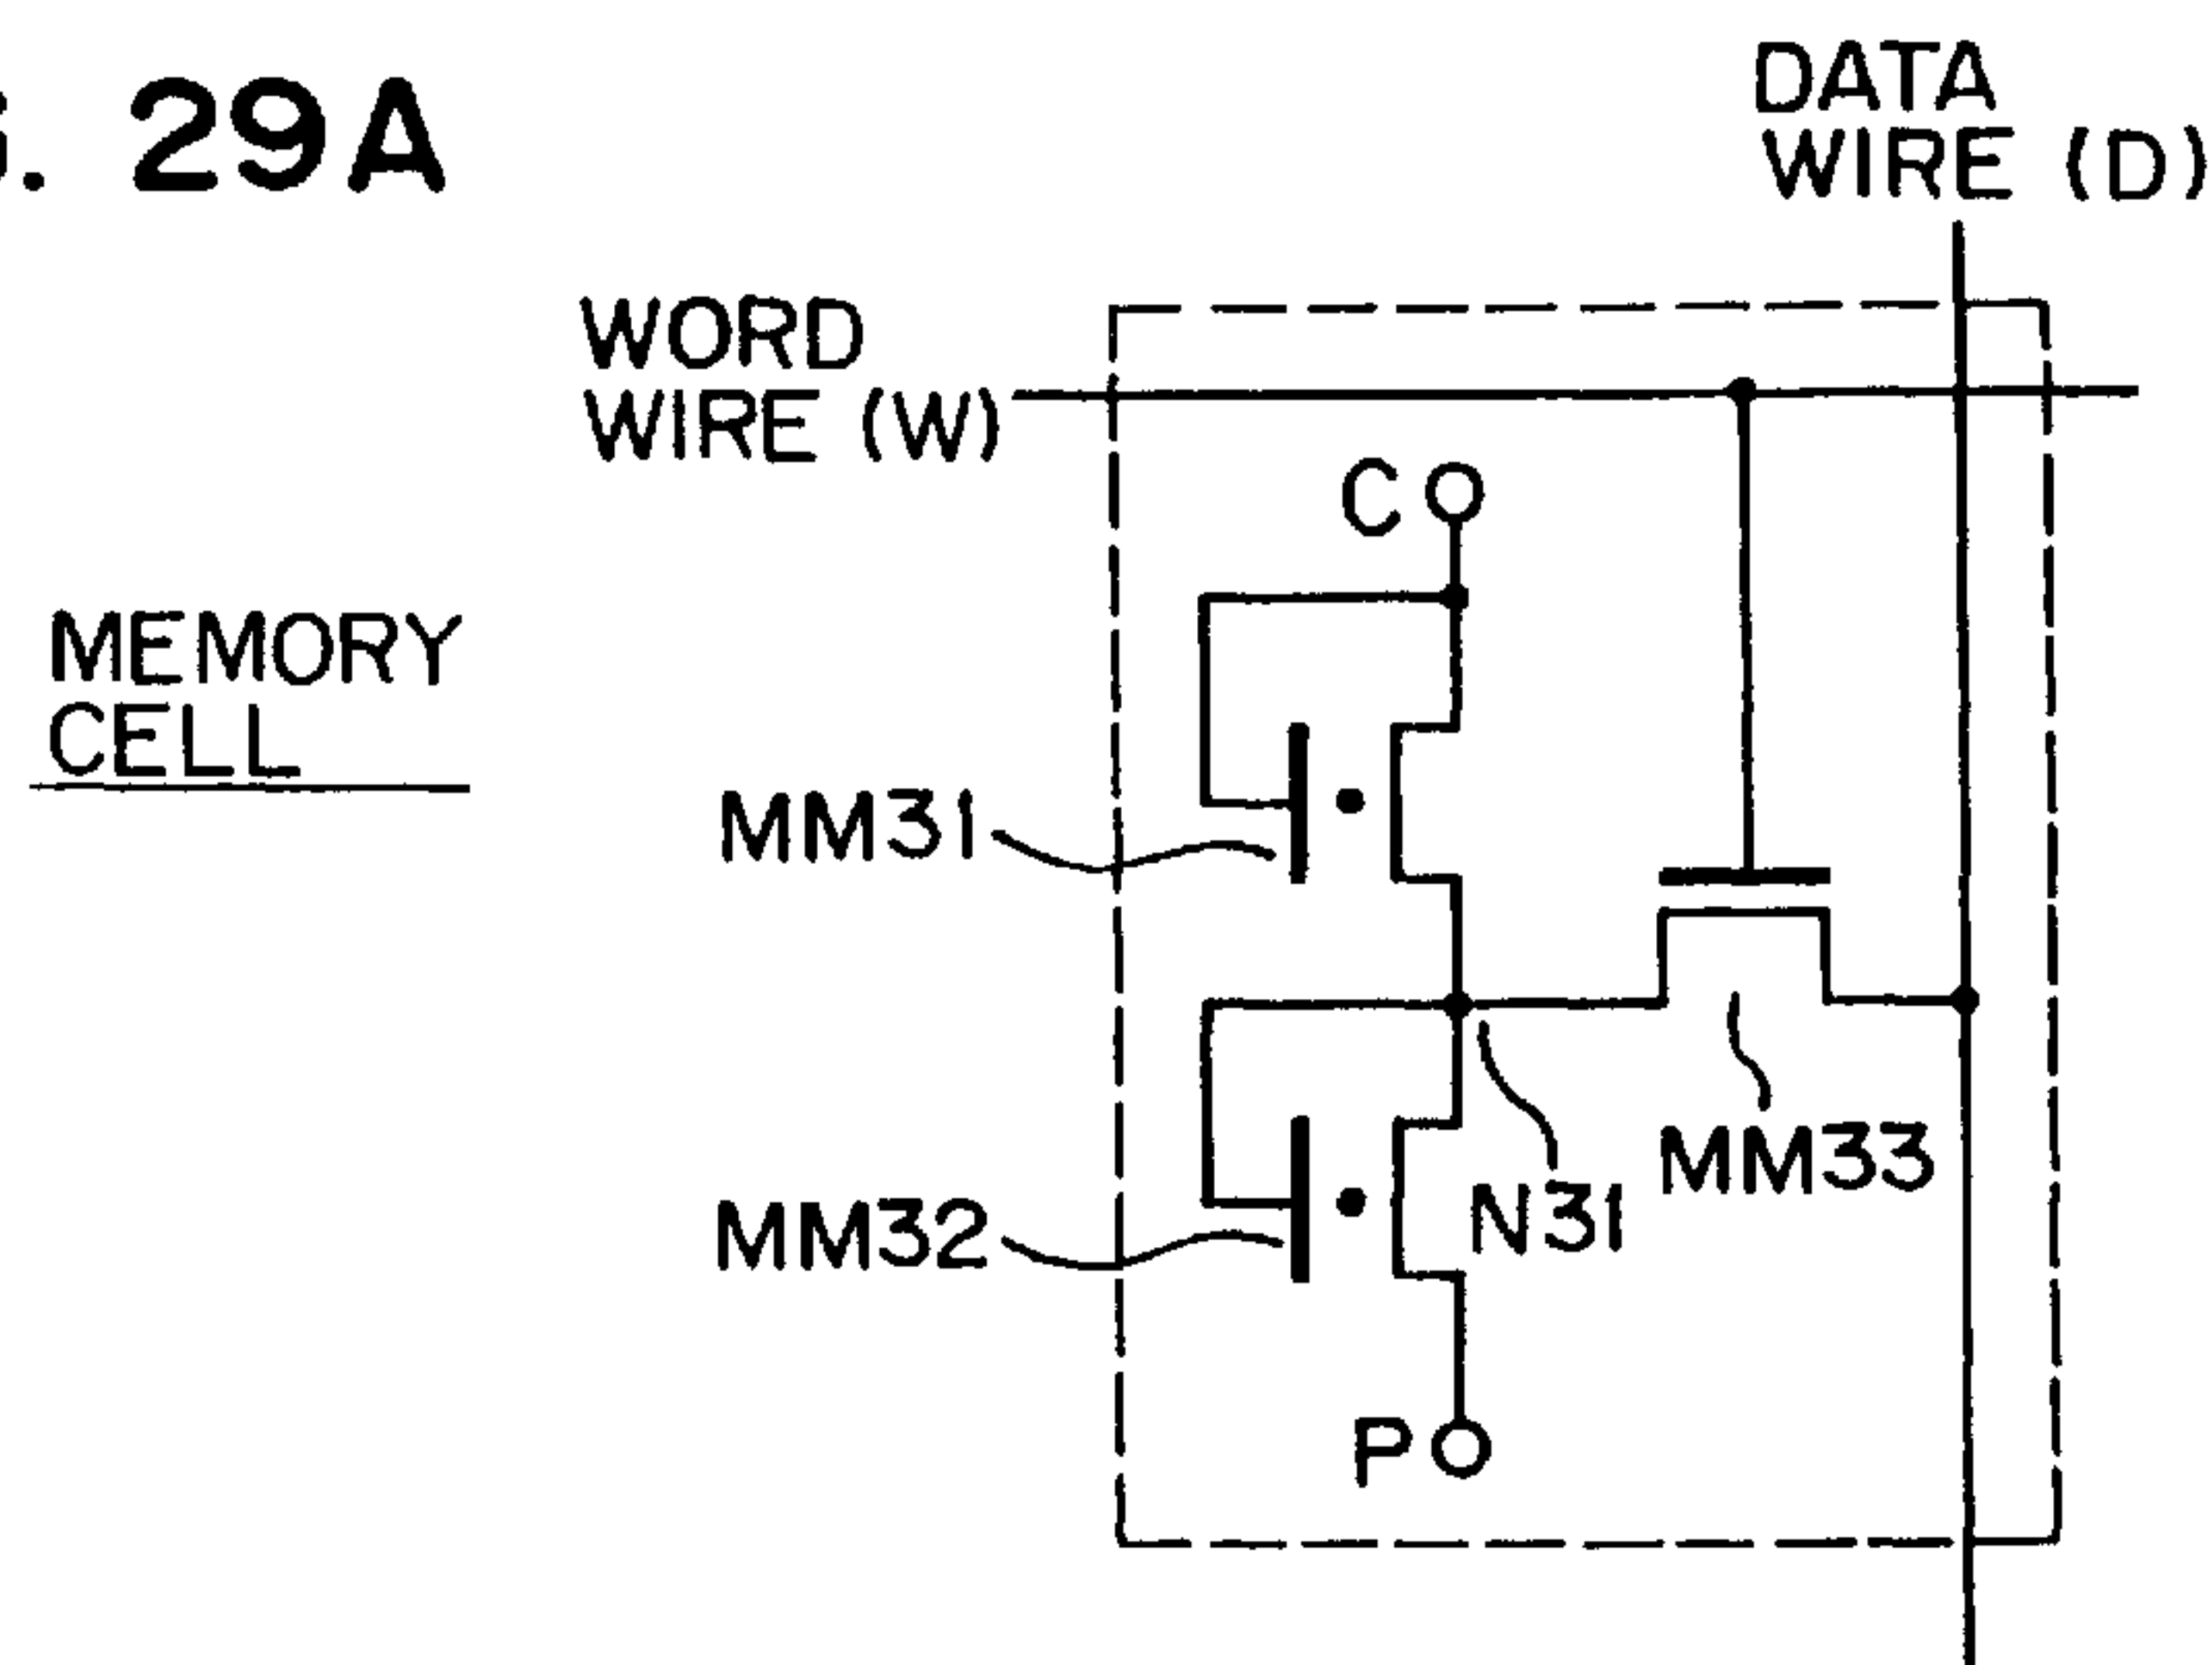 . 29A
DATA
WIRE (D)
WORD
WIRE (W)
C
MEMORY
CELL
MM31
MM33
N31
MM32
P